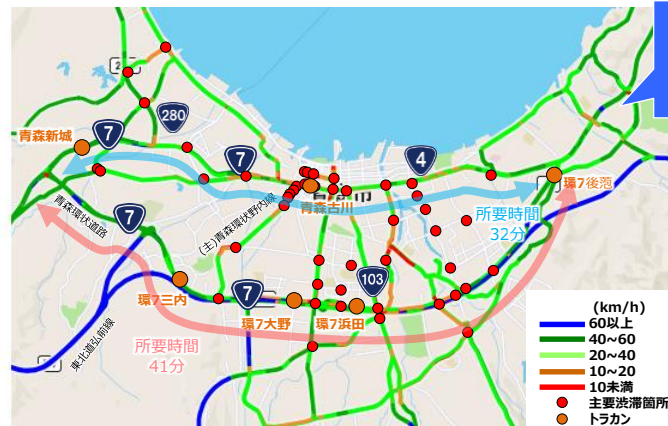 280
7
青森新城
7
4
環7後萢
青森古川
(主)青森環状野内線
青森環状道路
所要時間
32分
7
103
環7三内
7
環7大野
環7浜田
東北道弘前線
所要時間
41分
(km/h)
60以上
40~60
20~40
10~20
10未満
主要渋滞箇所
トラカン